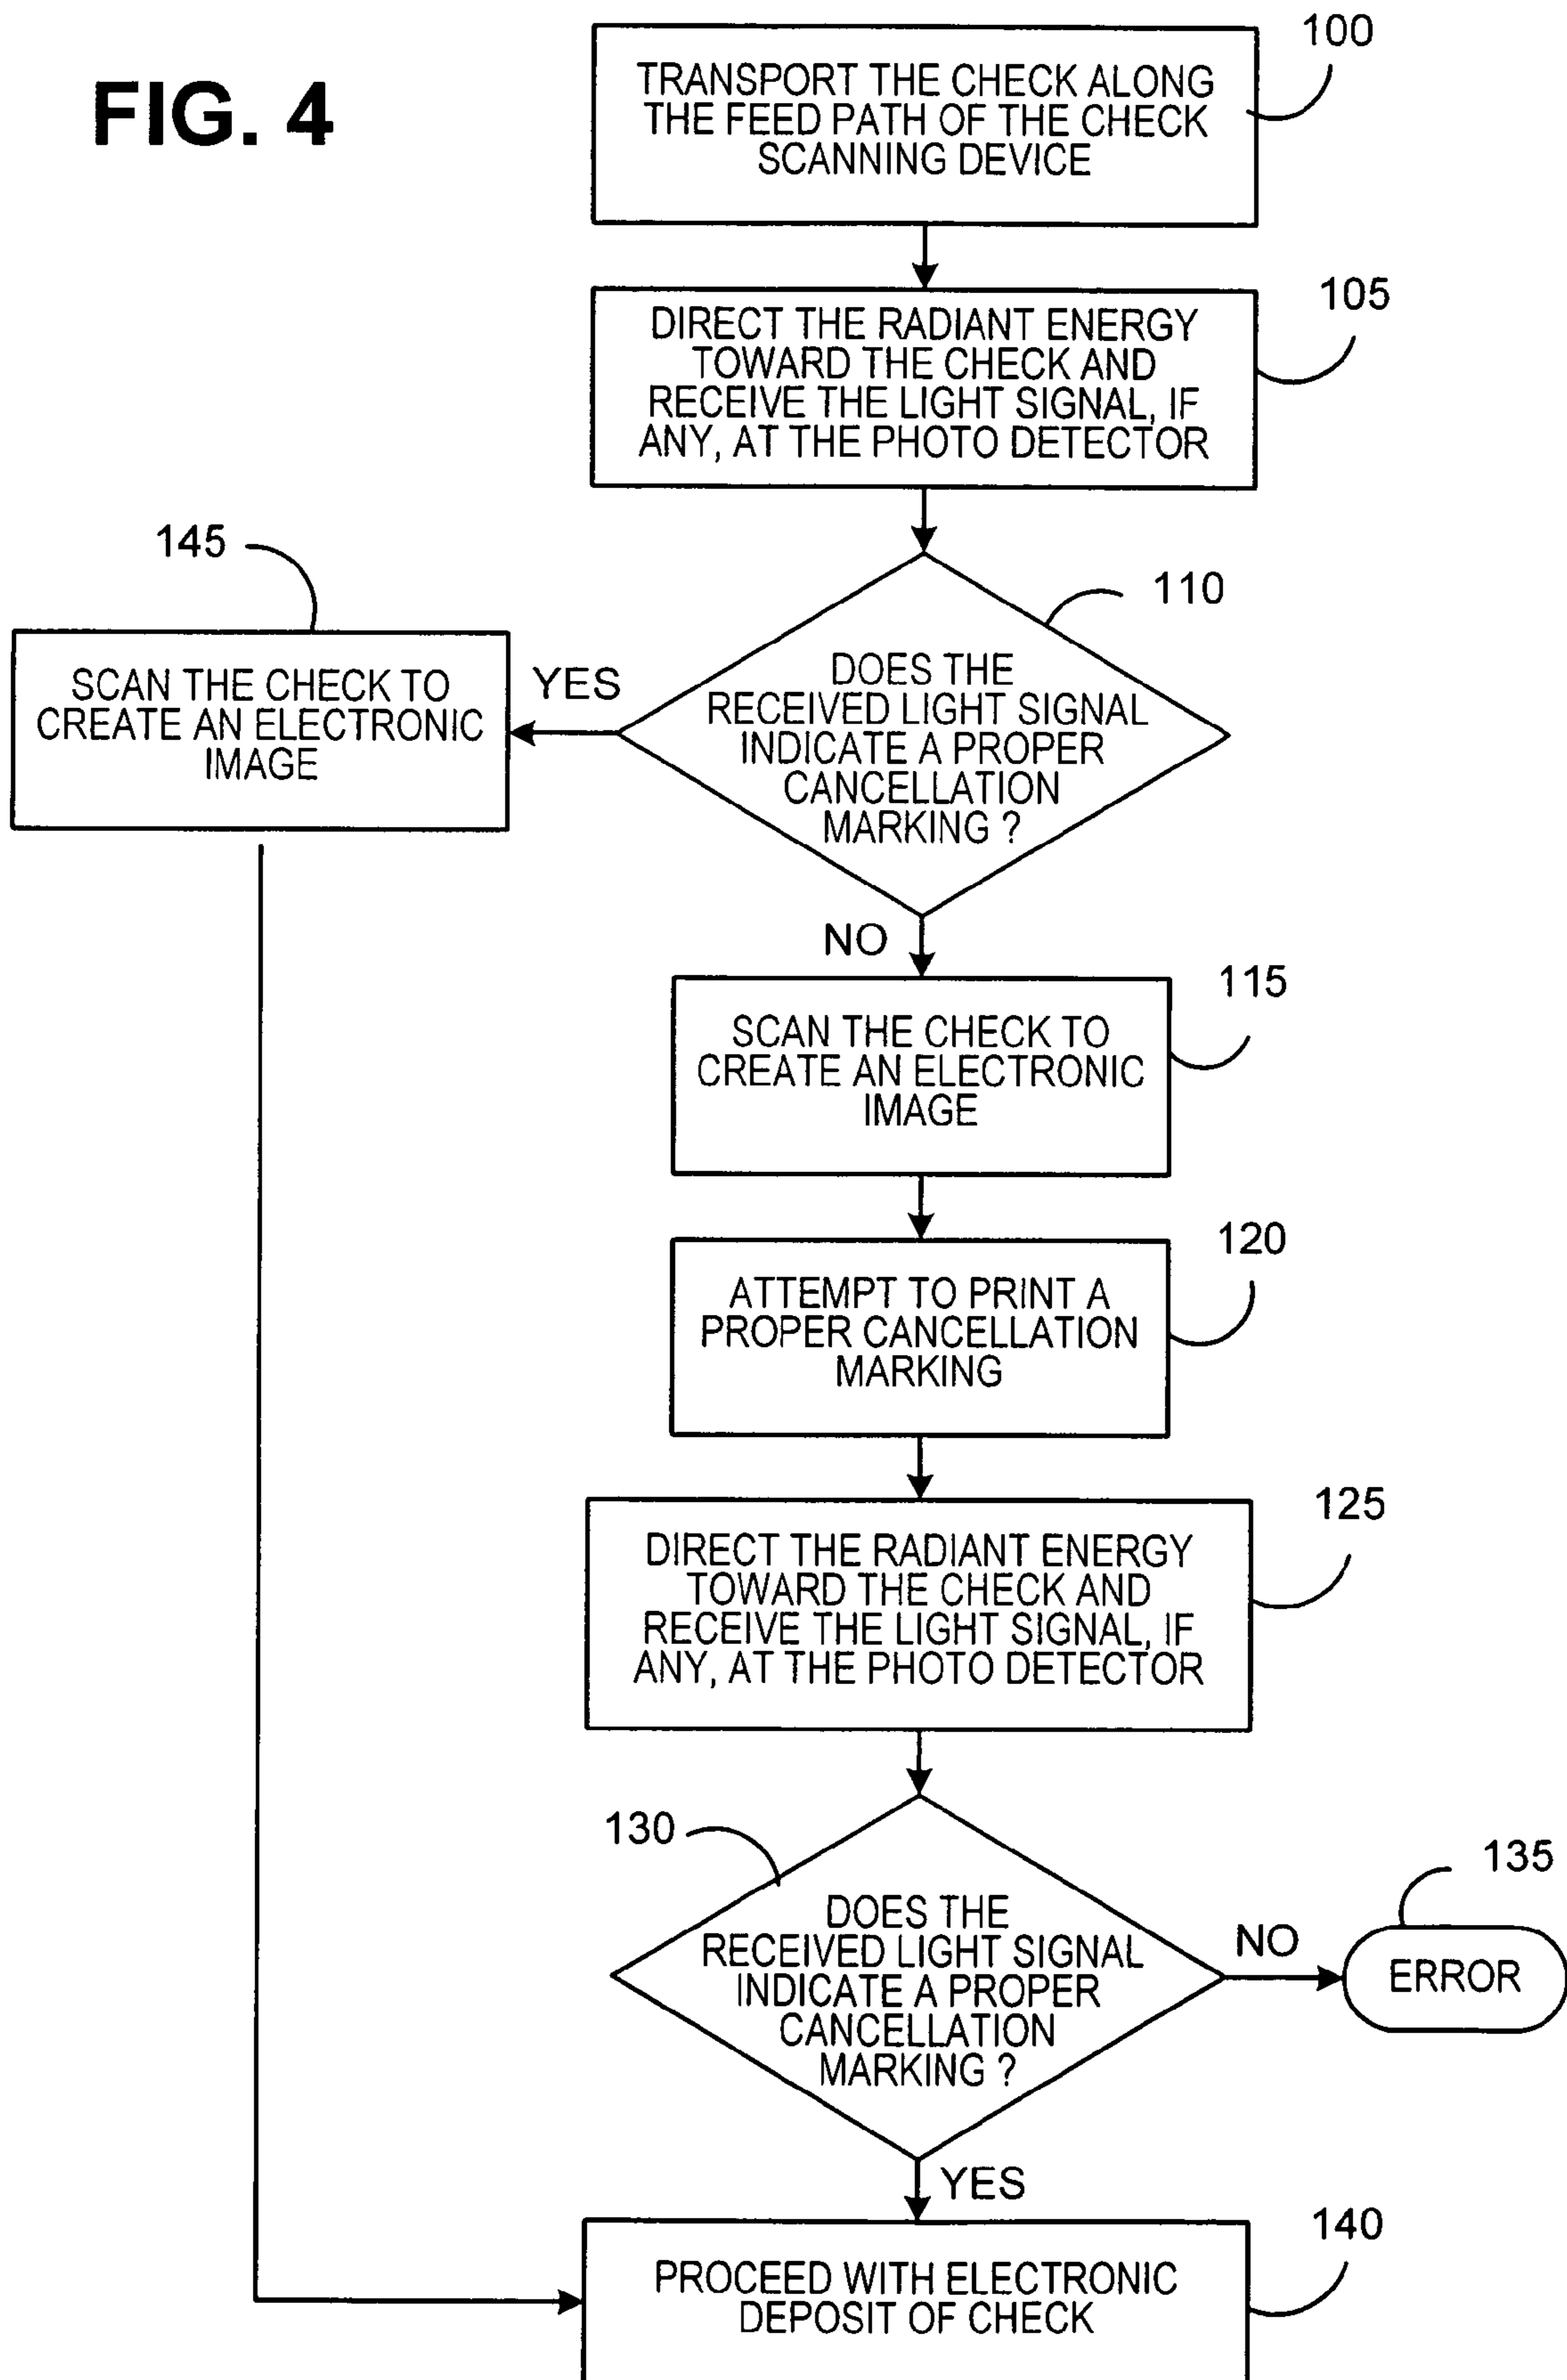 FIG. 4
100
TRANSPORT THE CHECK ALONG
THE FEED PATH OF THE CHECK
SCANNING DEVICE
105
DIRECT THE RADIANT ENERGY
TOWARD THE CHECK AND
RECEIVE THE LIGHT SIGNAL, IF
ANY, AT THE PHOTO DETECTOR
110
DOES THE
RECEIVED LIGHT SIGNAL
INDICATE A PROPER
CANCELLATION
MARKING ?
YES
145
SCAN THE CHECK TO
CREATE AN ELECTRONIC
IMAGE
NO
115
SCAN THE CHECK TO
CREATE AN ELECTRONIC
IMAGE
120
ATTEMPT TO PRINT A
PROPER CANCELLATION
MARKING
125
DIRECT THE RADIANT ENERGY
TOWARD THE CHECK AND
RECEIVE THE LIGHT SIGNAL, IF
ANY, AT THE PHOTO DETECTOR
130
DOES THE
RECEIVED LIGHT SIGNAL
INDICATE A PROPER
CANCELLATION
MARKING ?
NO
135
ERROR
YES
140
PROCEED WITH ELECTRONIC
DEPOSIT OF CHECK